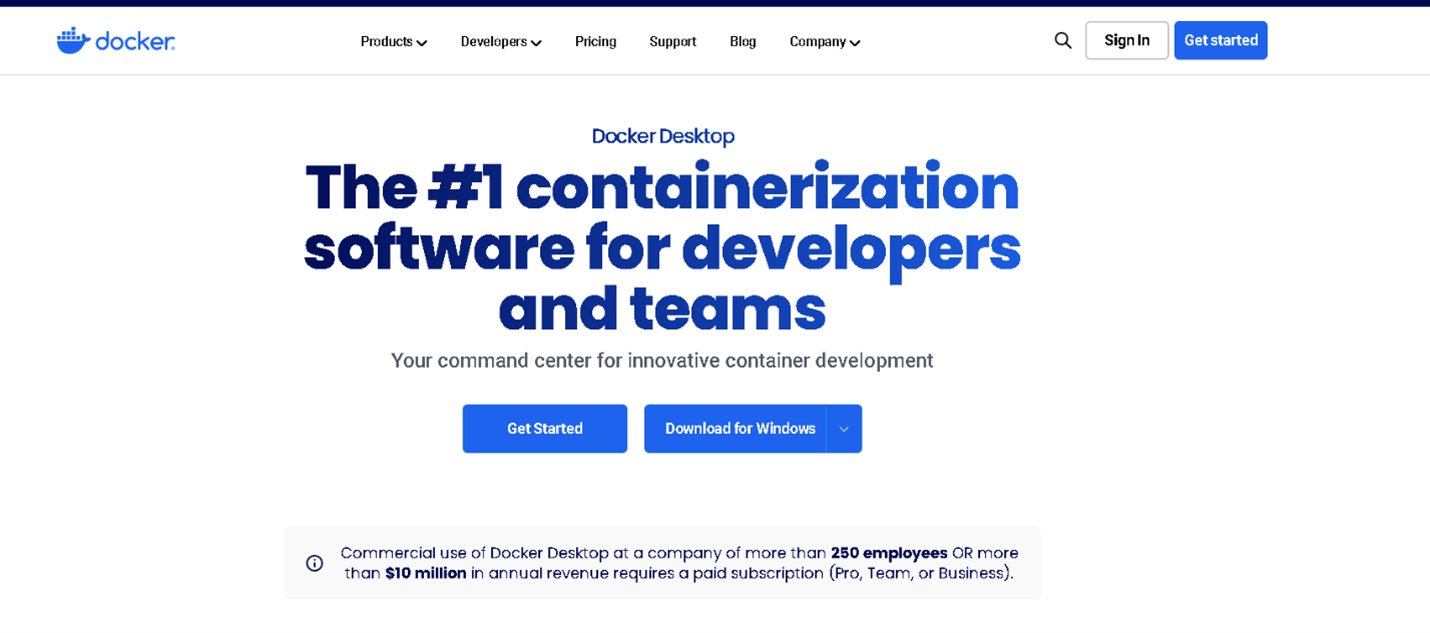 docker
Products
Developers
Pricing
Support
Blog
Company
Sign In
Get started
Docker Desktop
The #1 containerization
software for developers
and teams
Your command center for innovative container development
Get Started
Download for Windows
Commercial use of Docker Desktop at a company of more than 250 employees OR more
than $10 million in annual revenue requires a paid subscription (Pro, Team, or Business).